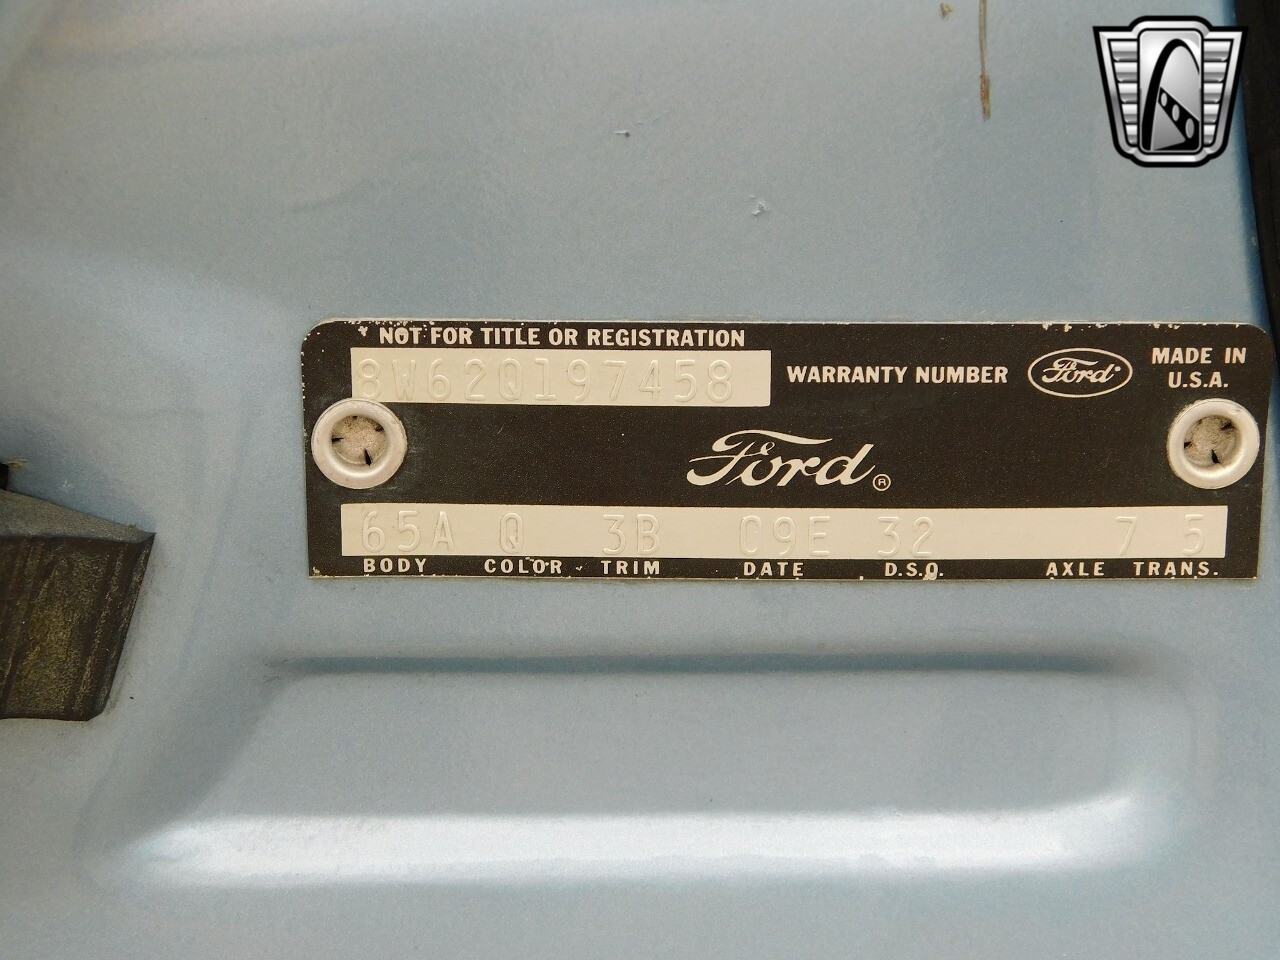 NOT FOR TITLE OR REGISTRATION
8W62Q197458
WARRANTY NUMBER
Ford
MADE IN
U.S.A.
Ford®
65A Q 3B 09E 32 7 5
BODY COLOR TRIM DATE D.S.O. AXLE TRANS.